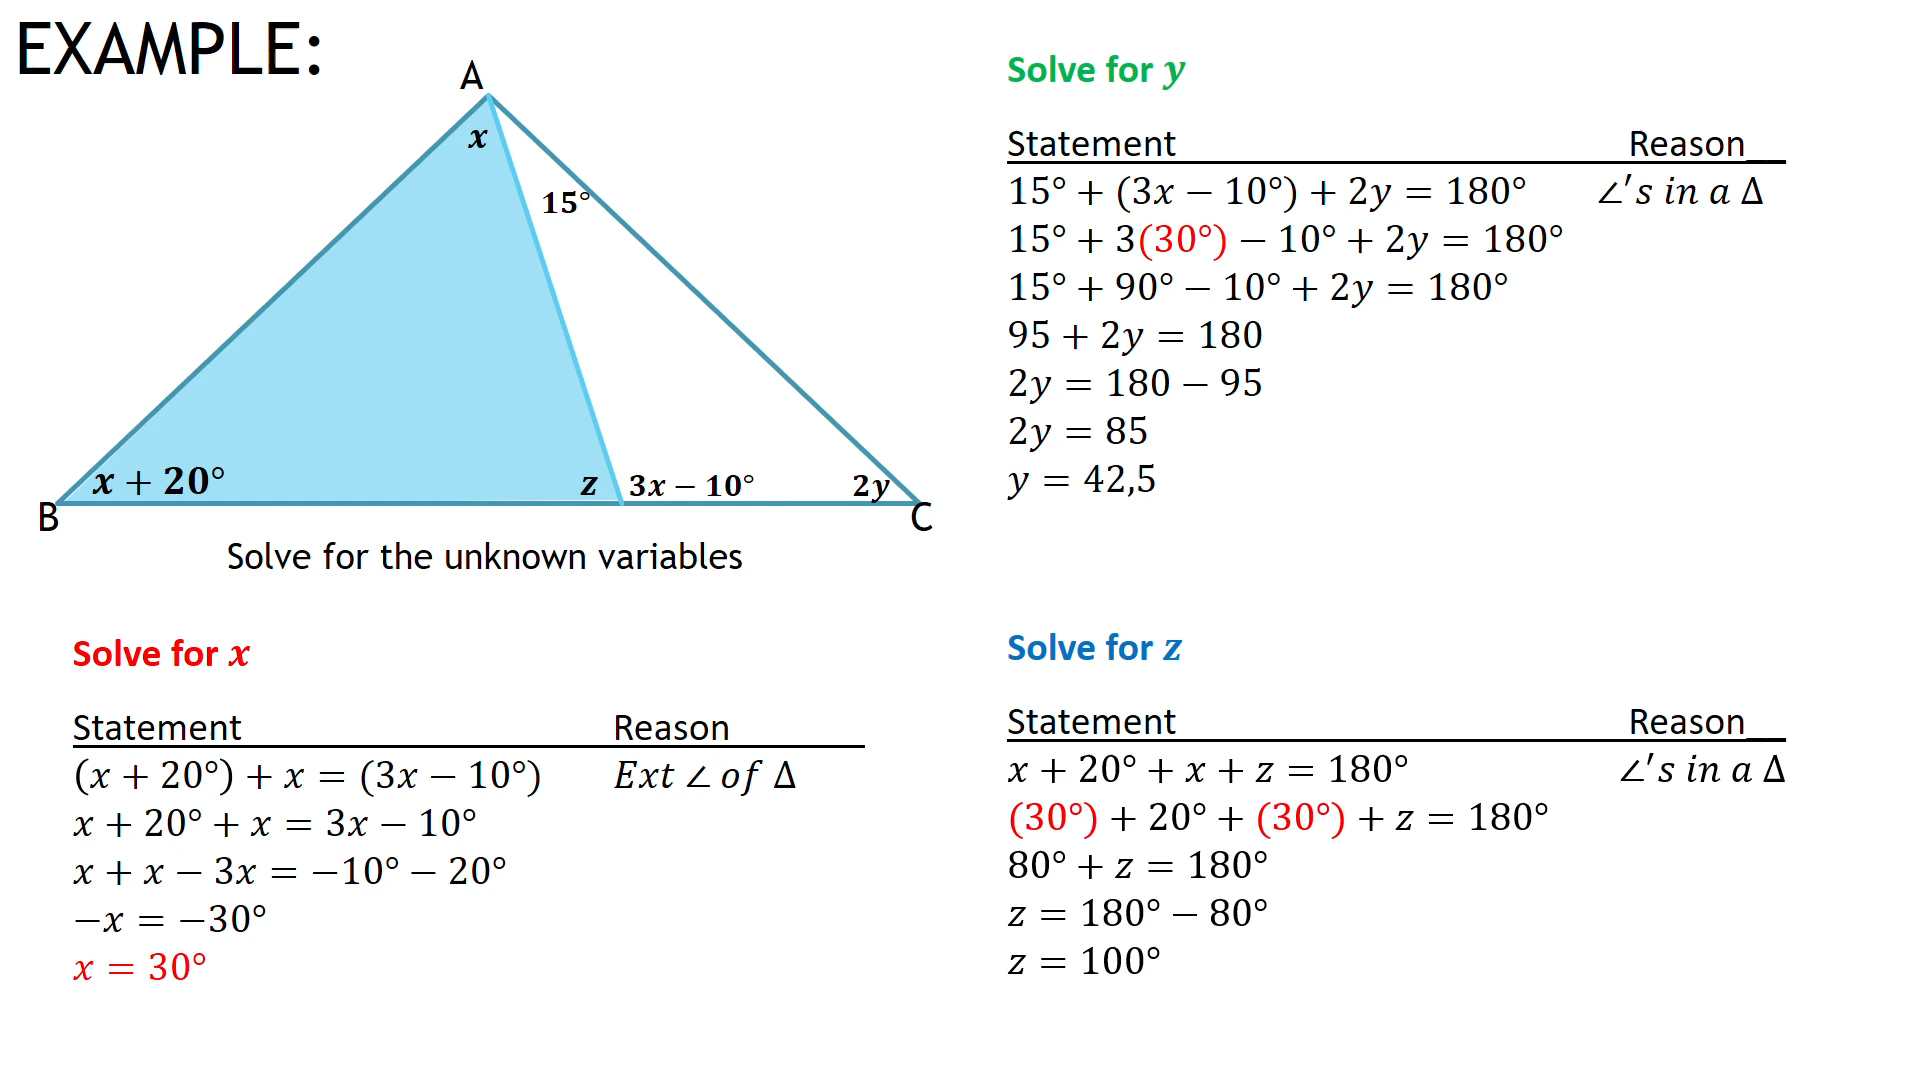 EXAMPLE:
A
x
15°
x + 20°
z
3x − 10°
2y
B
C
Solve for the unknown variables
Solve for x
Statement Reason
(x + 20°) + x = (3x − 10°) Ext ∠ of Δ
x + 20° + x = 3x − 10°
x + x − 3x = −10° − 20°
−x = −30°
x = 30°
Solve for y
Statement Reason__
15° + (3x − 10°) + 2y = 180° ∠'s in a Δ
15° + 3(30°) − 10° + 2y = 180°
15° + 90° − 10° + 2y = 180°
95 + 2y = 180
2y = 180 − 95
2y = 85
y = 42,5
Solve for z
Statement Reason__
x + 20° + x + z = 180° ∠'s in a Δ
(30°) + 20° + (30°) + z = 180°
80° + z = 180°
z = 180° − 80°
z = 100°